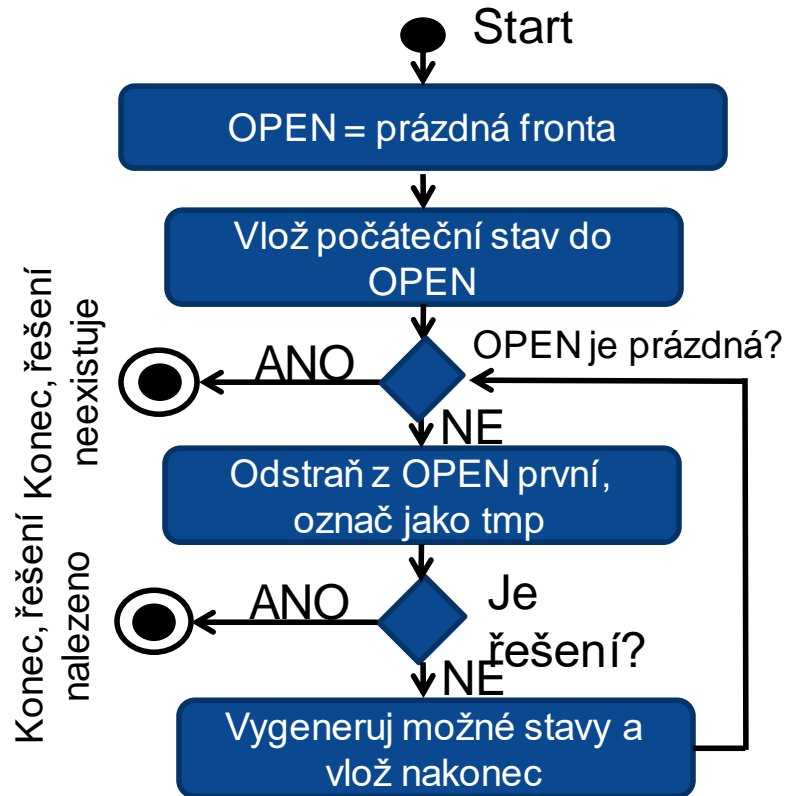 Start
OPEN = prázdná fronta
Vlož počáteční stav do
OPEN
OPEN je prázdná?
ANO
Konec, řešení
neexistuje
NE
Odstraň z OPEN první,
označ jako tmp
Je
řešení?
ANO
Konec, řešení
nalezeno
NE
Vygeneruj možné stavy a
vlož nakonec